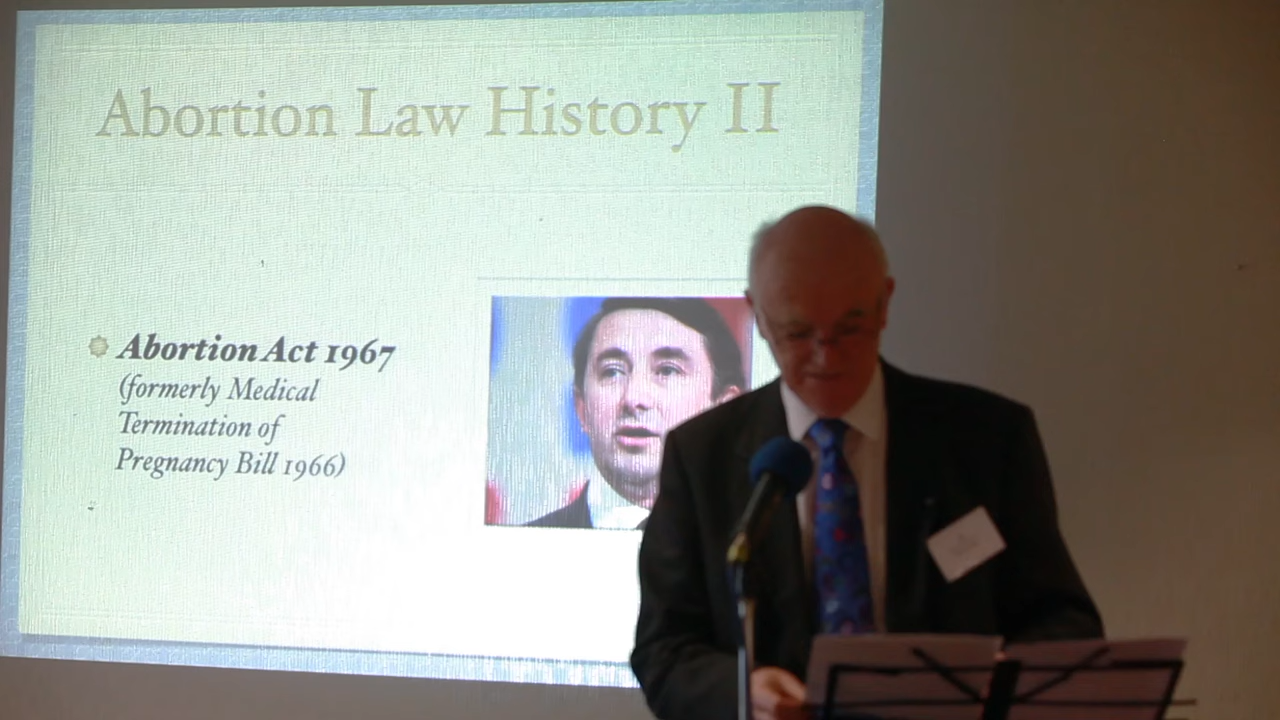 Abortion Law History II
Abortion Act 1967
(formerly Medical
Termination of
Pregnancy Bill 1966)